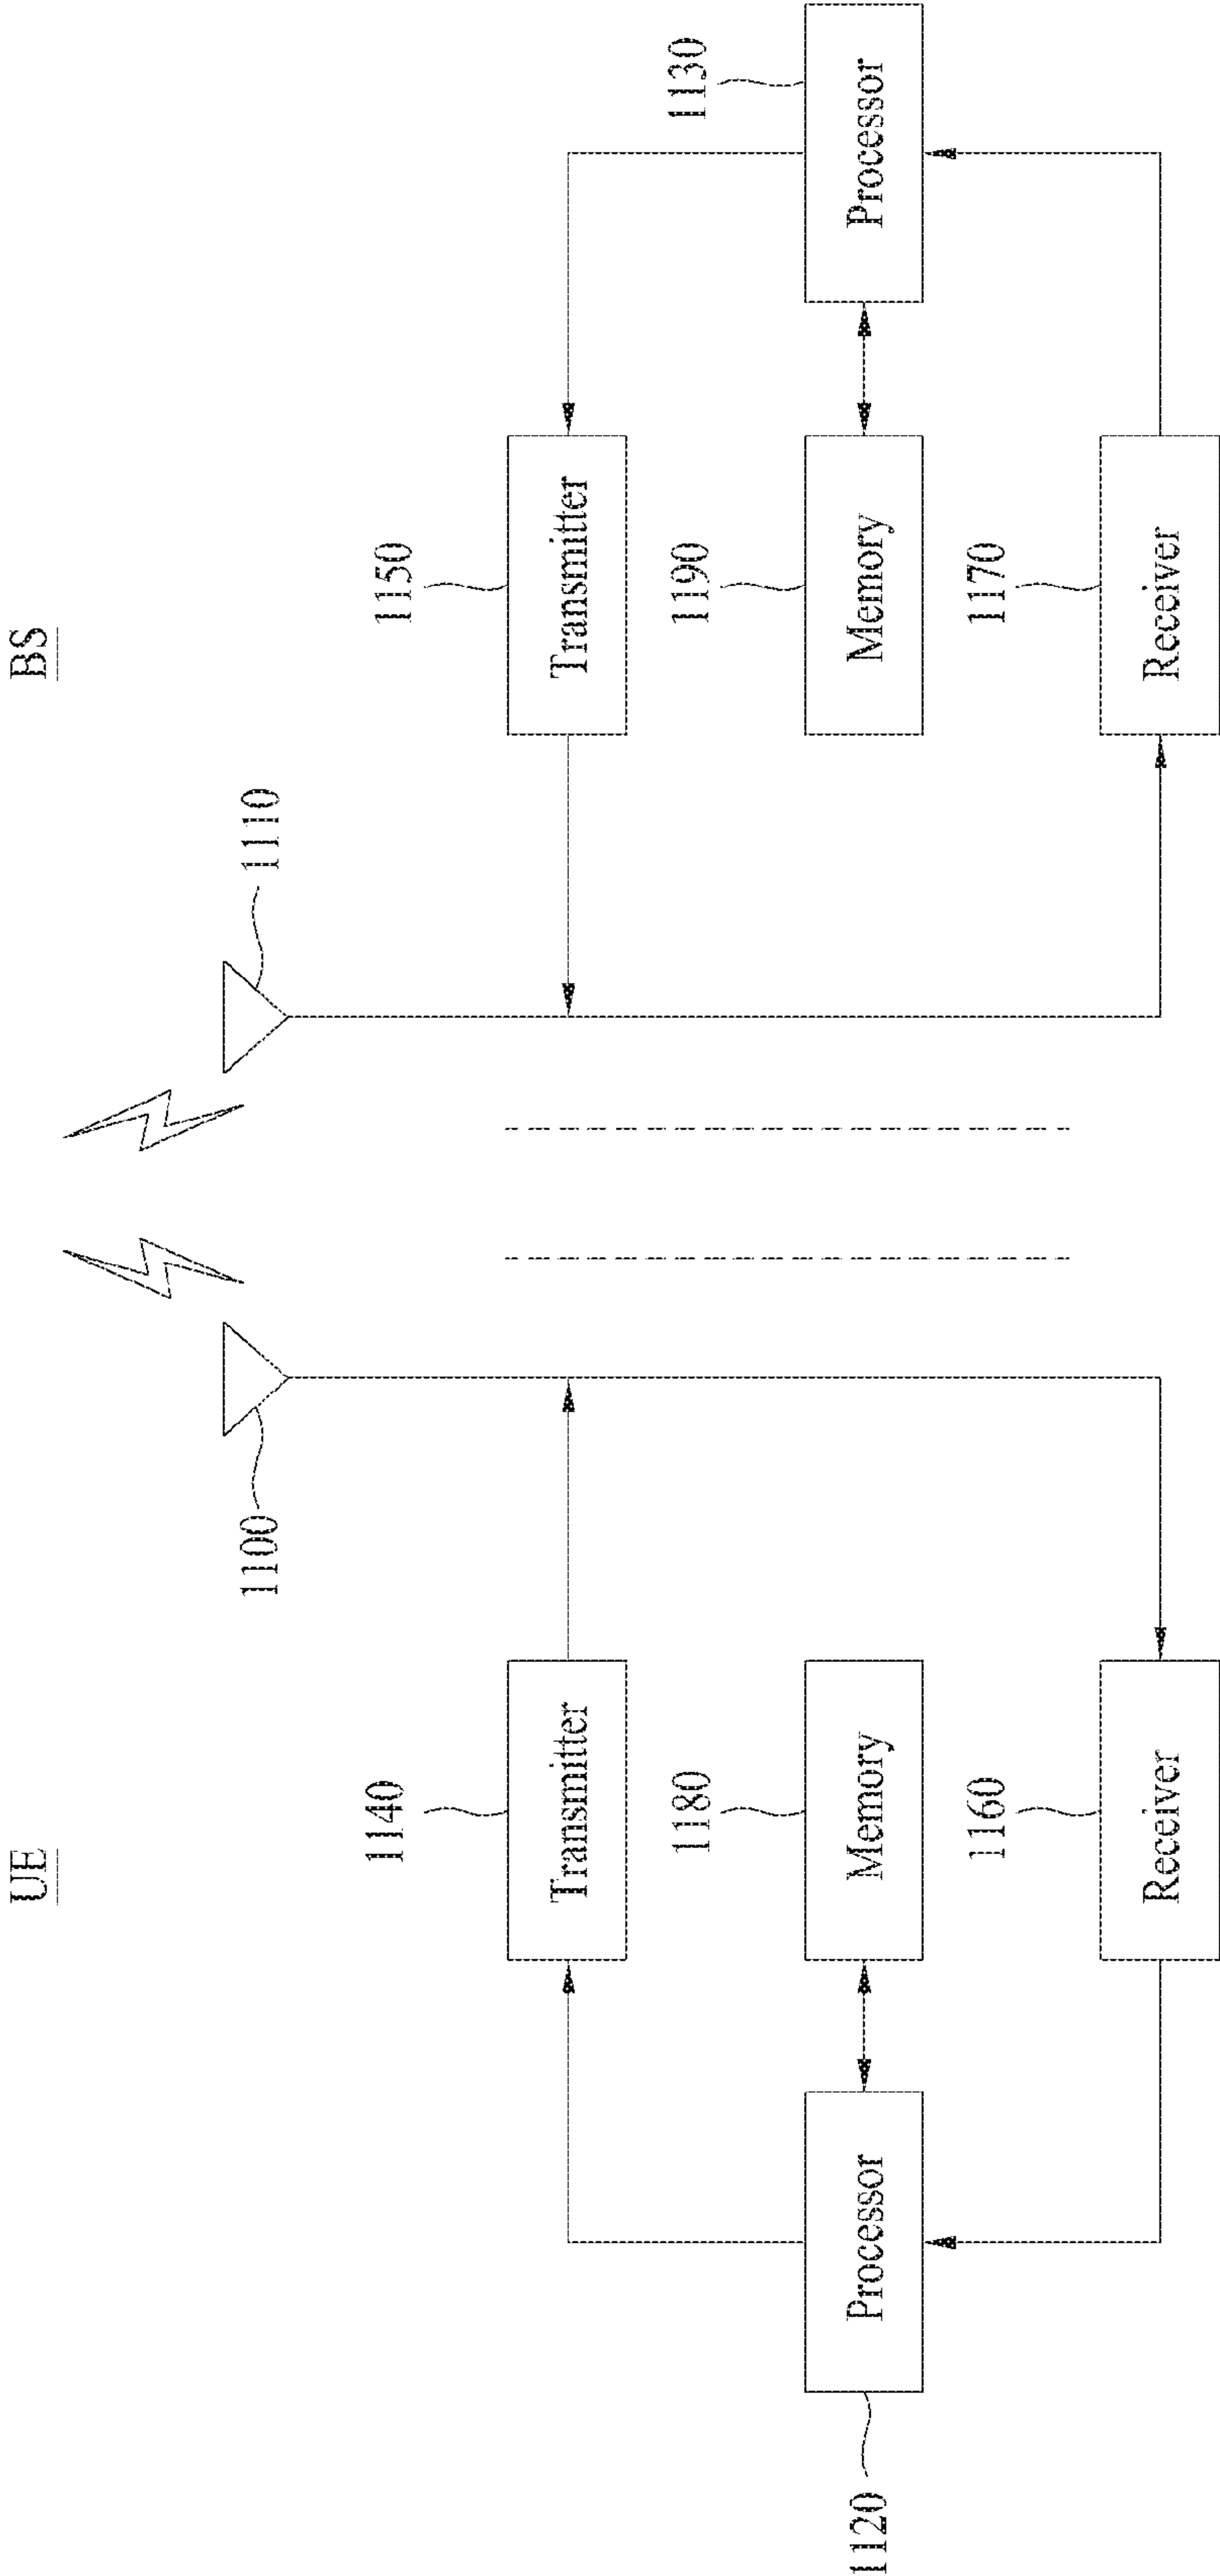 UE
BS
1100
1110
1140
Transmitter
1150
Transmitter
1120
Processor
1180
Memory
1190
Memory
1130
Processor
1160
Receiver
1170
Receiver